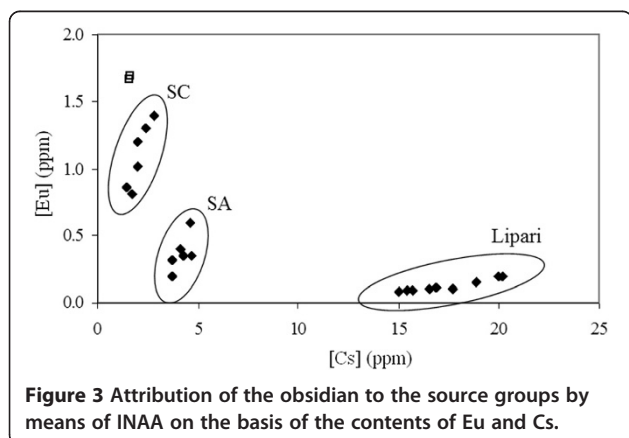 2.0
1.5
1.0
0.5
0.0
[Eu] (ppm)
SC
SA
Lipari
0
5
10
15
20
25
[Cs] (ppm)
Figure 3 Attribution of the obsidian to the source groups by
means of INAA on the basis of the contents of Eu and Cs.